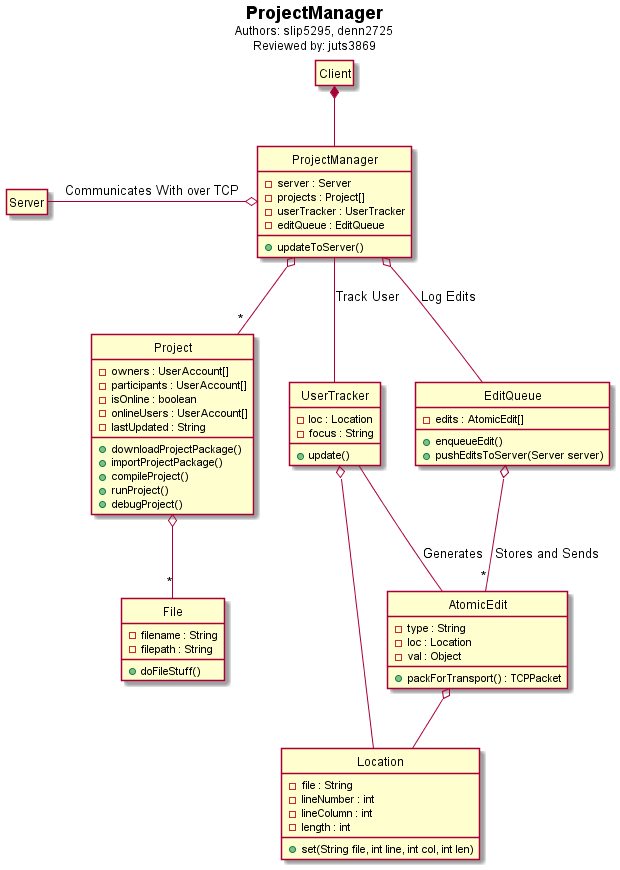 ProjectManager
Authors: slip5295, denn2725
Reviewed by: juts3869
Client
ProjectManager
server : Server
projects : Project[]
userTracker : UserTracker
editQueue : EditQueue
updateToServer()
Communicates With over TCP
Server
Track User
Log Edits
*
Project
owners : UserAccount[]
participants : UserAccount[]
isOnline : boolean
onlineUsers : UserAccount[]
lastUpdated : String
downloadProjectPackage()
importProjectPackage()
compileProject()
runProject()
debugProject()
UserTracker
loc : Location
focus : String
update()
EditQueue
edits : AtomicEdit[]
enqueueEdit()
pushEditsToServer(Server server)
Generates
Stores and Sends
*
*
File
filename : String
filepath : String
doFileStuff()
AtomicEdit
type : String
loc : Location
val : Object
packForTransport() : TCPPacket
Location
file : String
lineNumber : int
lineColumn : int
length : int
set(String file, int line, int col, int len)